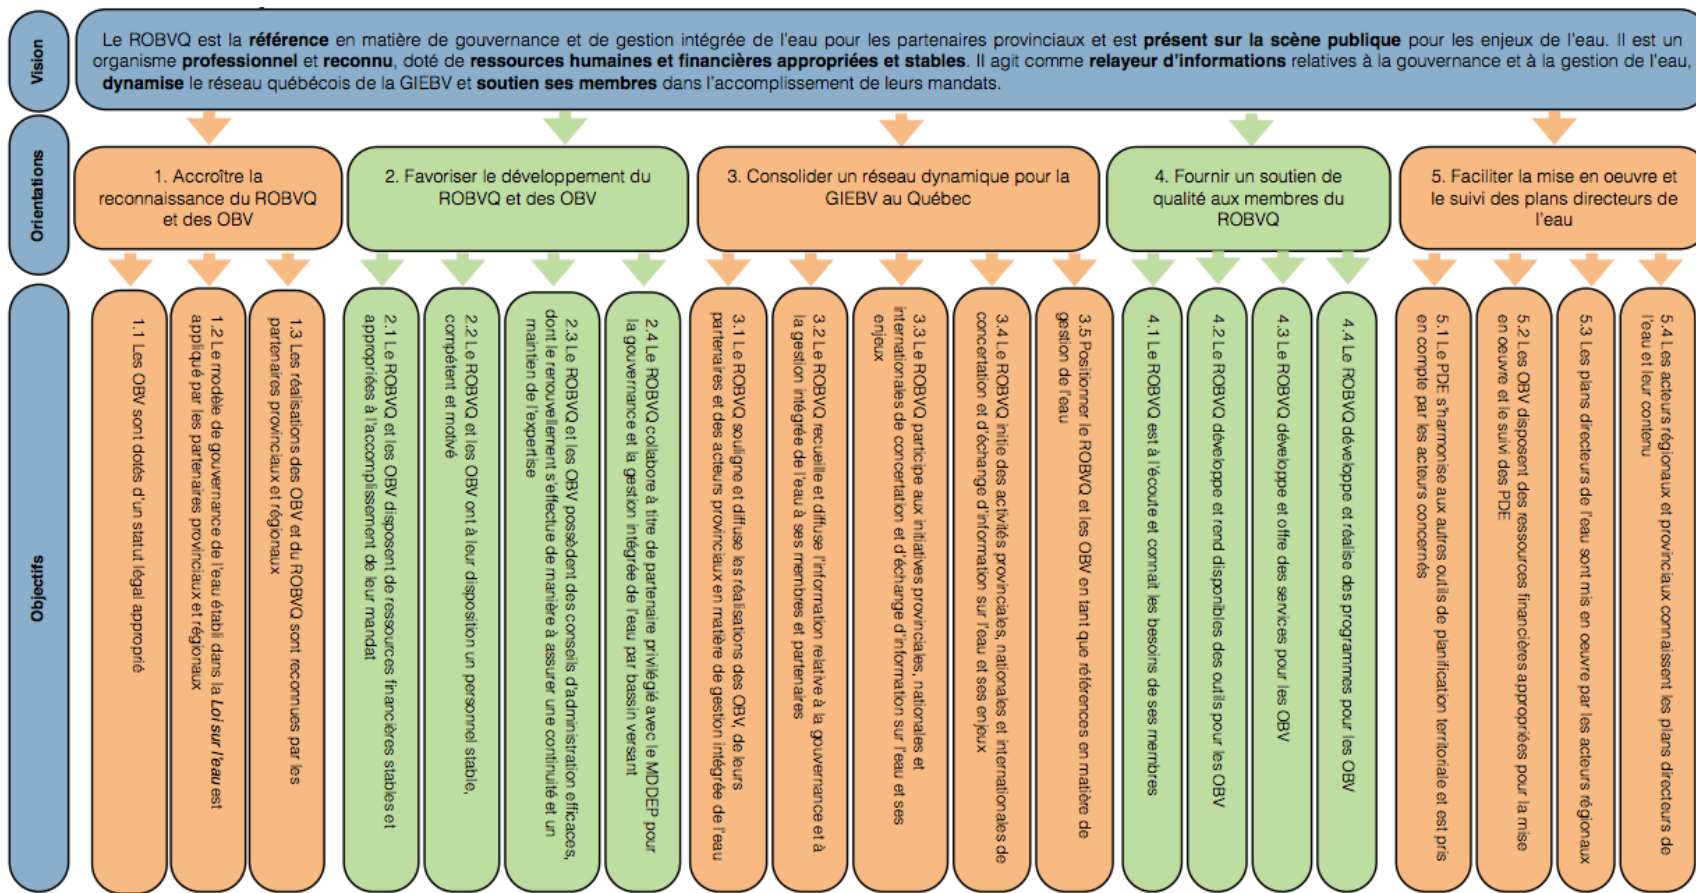 Vision
Le ROBVQ est la référence en matière de gouvernance et de gestion intégrée de l'eau pour les partenaires provinciaux et est présent sur la scène publique pour les enjeux de l'eau. Il est un
organisme professionnel et reconnu, doté de ressources humaines et financières appropriées et stables. Il agit comme relayeur d'informations relatives à la gouvernance et à la gestion de l'eau,
dynamise le réseau québécois de la GIEBV et soutien ses membres dans l'accomplissement de leurs mandats.
Orientations
1. Accroître la
reconnaissance du ROBVQ
et des OBV
2. Favoriser le développement du
ROBVQ et des OBV
3. Consolider un réseau dynamique pour la
GIEBV au Québec
4. Fournir un soutien de
qualité aux membres du
ROBVQ
5. Faciliter la mise en oeuvre et
le suivi des plans directeurs de
l'eau
Objectifs
1.1 Les OBV sont dotés d'un statut légal approprié
1.2 Le modèle de gouvernance de l'eau établi dans la Loi sur l'eau est
appliqué par les partenaires provinciaux et régionaux
1.3 Les réalisations des OBV et du ROBVQ sont reconnues par les
partenaires provinciaux et régionaux
2.1 Le ROBVQ et les OBV disposent de ressources financières stables et
appropriées à l'accomplissement de leur mandat
2.2 Le ROBVQ et les OBV ont à leur disposition un personnel stable,
compétent et motivé
2.3 Le ROBVQ et les OBV possèdent des conseils d'administration efficaces,
dont le renouvellement s'effectue de manière à assurer une continuité et un
maintien de l'expertise
2.4 Le ROBVQ collabore à titre de partenaire privilégié avec le MDDEP pour
la gouvernance et la gestion intégrée de l'eau par bassin versant
3.1 Le ROBVQ souligne et diffuse les réalisations des OBV, de leurs
partenaires et des acteurs provinciaux en matière de gestion intégrée de l'eau
3.2 Le ROBVQ recueille et diffuse l'information relative à la gouvernance et à
la gestion intégrée de l'eau à ses membres et partenaires
3.3 Le ROBVQ participe aux initiatives provinciales, nationales et
internationales de concertation et d'échange d'information sur l'eau et ses
enjeux
3.4 Le ROBVQ initie des activités provinciales, nationales et internationales de
concertation et d'échange d'information sur l'eau et ses enjeux
3.5 Positionner le ROBVQ et les OBV en tant que références en matière de
gestion de l'eau
4.1 Le ROBVQ est à l'écoute et connait les besoins de ses membres
4.2 Le ROBVQ développe et rend disponibles des outils pour les OBV
4.3 Le ROBVQ développe et offre des services pour les OBV
4.4 Le ROBVQ développe et réalise des programmes pour les OBV
5.1 Le PDE s'harmonise aux autres outils de planification territoriale et est pris
en compte par les acteurs concernés
5.2 Les OBV disposent des ressources financières appropriées pour la mise
en oeuvre et le suivi des PDE
5.3 Les plans directeurs de l'eau sont mis en oeuvre par les acteurs régionaux
5.4 Les acteurs régionaux et provinciaux connaissent les plans directeurs de
l'eau et leur contenu